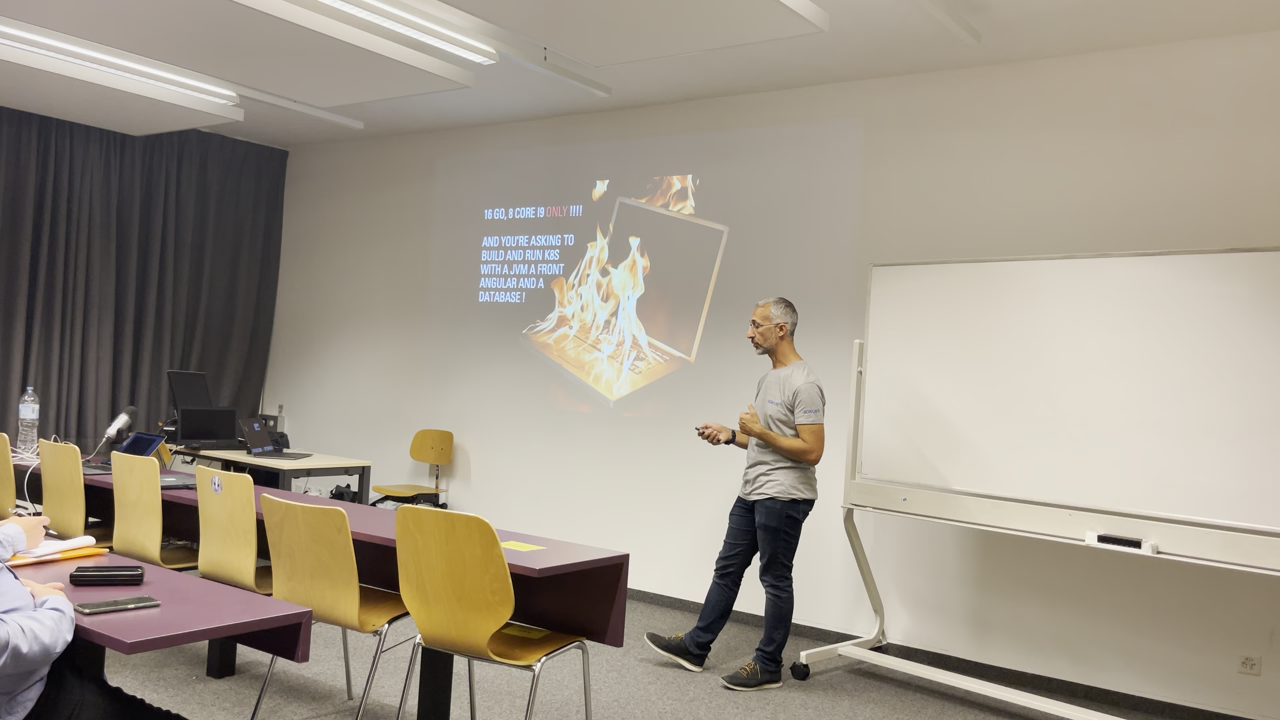 16 GO, 8 CORE I9 ONLY !!!!
AND YOU'RE ASKING TO
BUILD AND RUN K8S
WITH A JVM A FRONT
ANGULAR AND A
DATABASE !